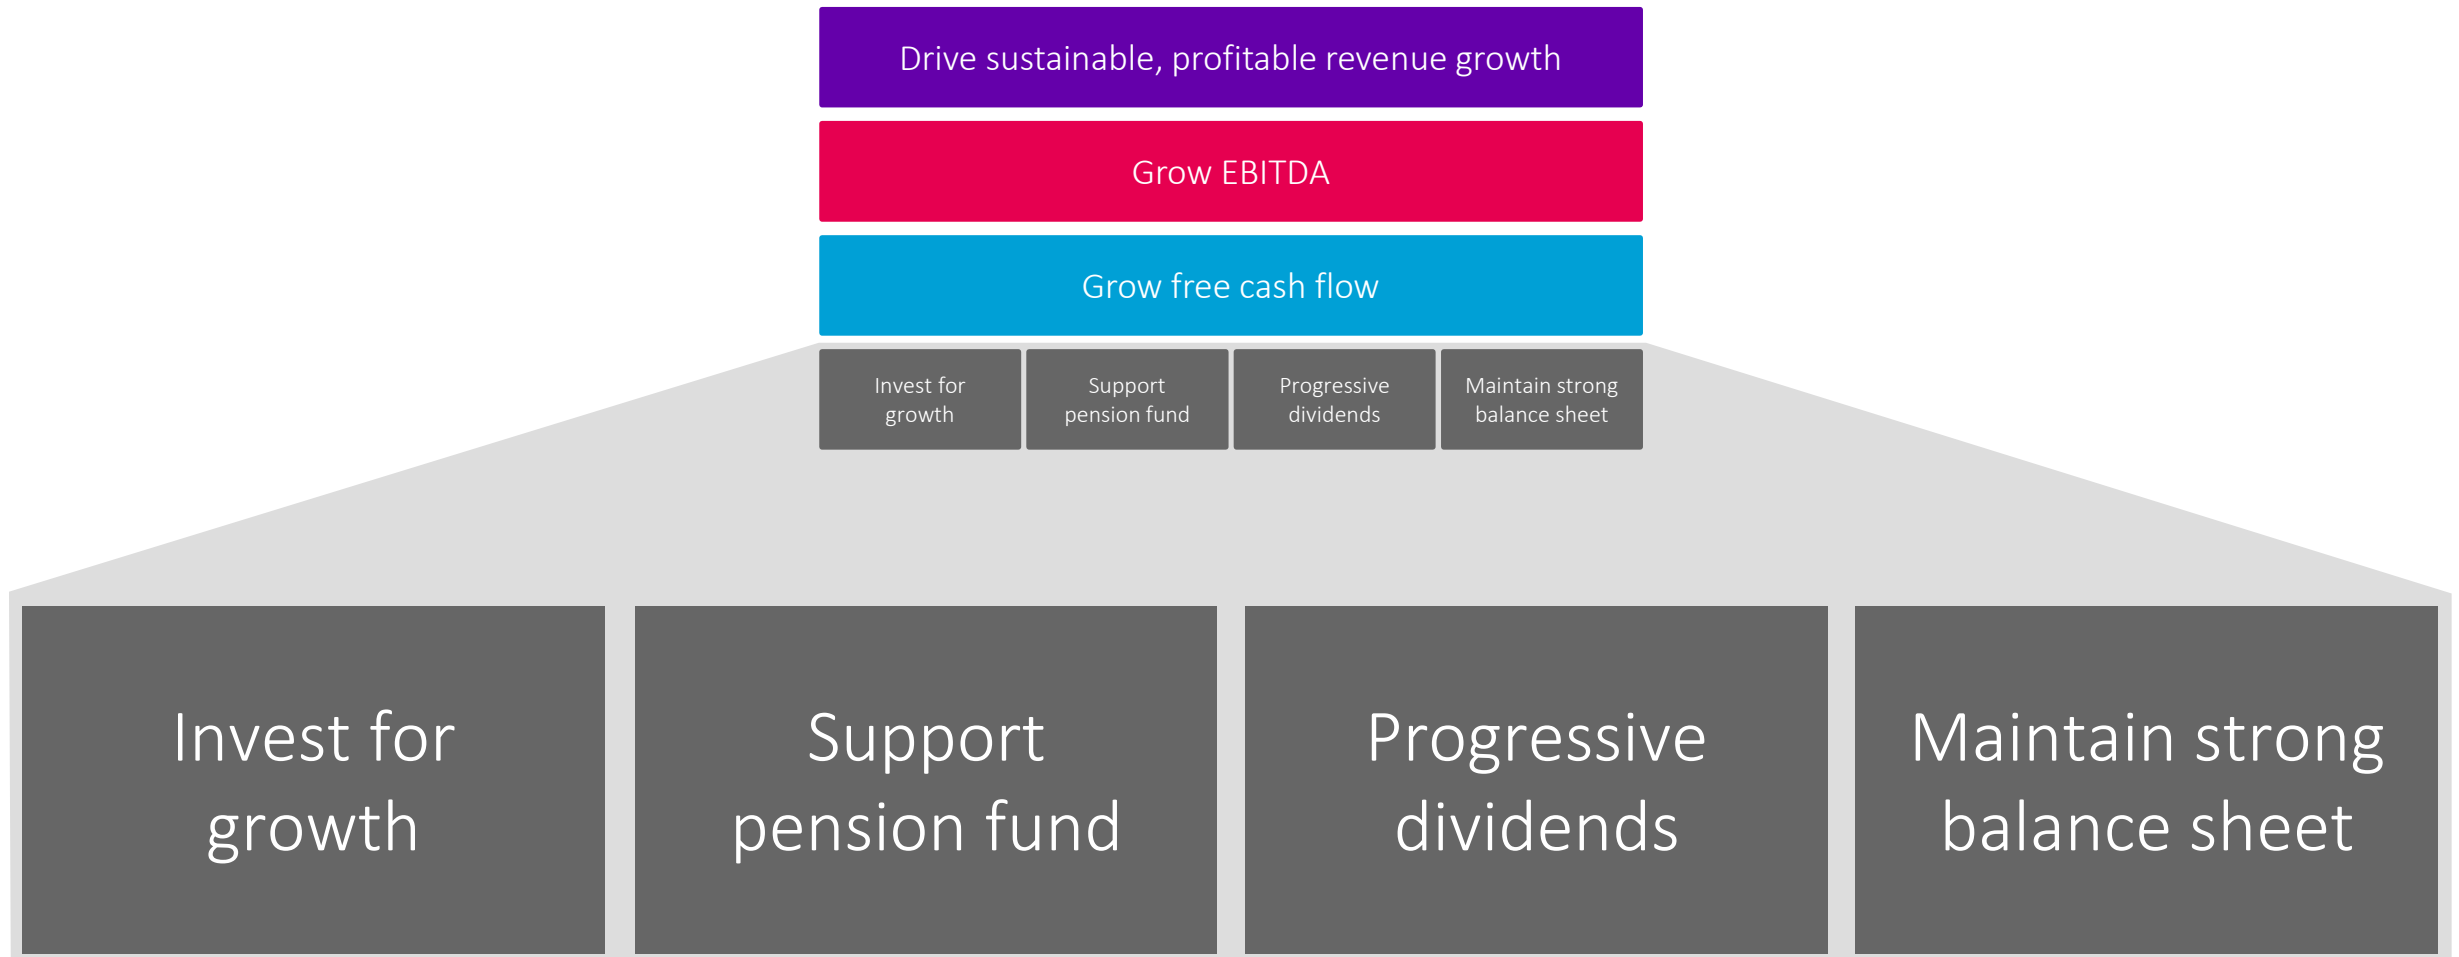 Drive sustainable, profitable revenue growth
Grow EBITDA
Grow free cash flow
Invest for
growth
Support
pension fund
Progressive
dividends
Maintain strong
balance sheet
Invest for
growth
Support
pension fund
Progressive
dividends
Maintain strong
balance sheet